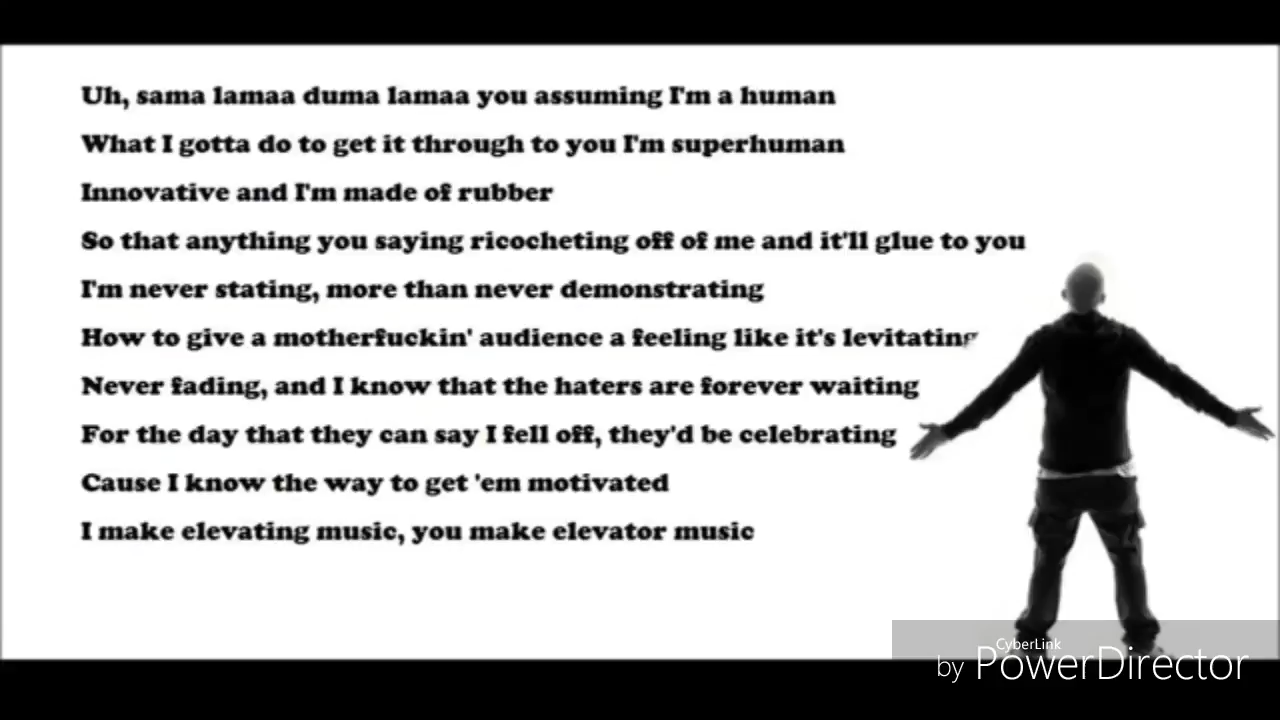 Uh, sama lamaa duma lamaa you assuming I'm a human
What I gotta do to get it through to you I'm superhuman
Innovative and I'm made of rubber
So that anything you saying ricocheting off of me and it'll glue to you
I'm never stating, more than never demonstrating
How to give a motherfuckin' audience a feeling like it's levitating
Never fading, and I know that the haters are forever waiting
For the day that they can say I fell off, they'd be celebrating
Cause I know the way to get 'em motivated
I make elevating music, you make elevator music
CyberLink
by PowerDirector